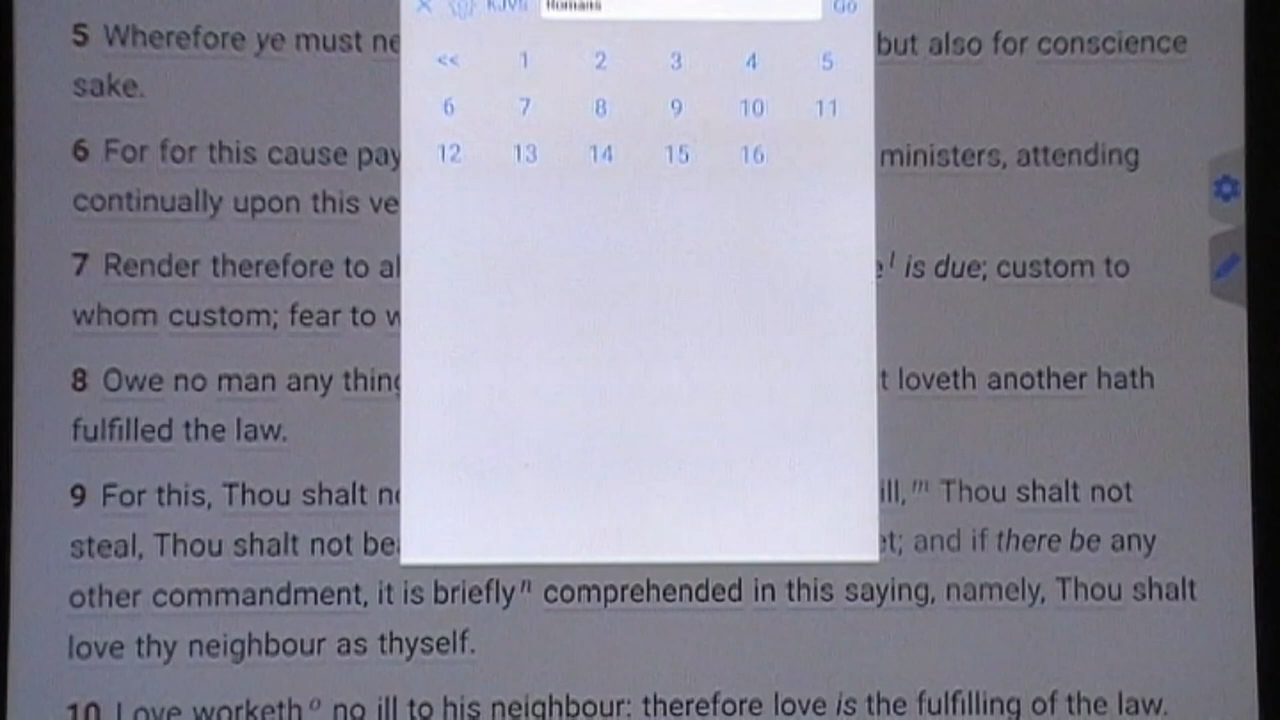 × KJVS Romans Go
<< 1 2 3 4 5
6 7 8 9 10 11
12 13 14 15 16
5 Wherefore ye must ne but also for conscience
sake.
6 For for this cause pay ministers, attending
continually upon this ve
7 Render therefore to al e l is due; custom to
whom custom; fear to w
8 Owe no man any thing t loveth another hath
fulfilled the law.
9 For this, Thou shalt no ill, m Thou shalt not
steal, Thou shalt not bea et; and if there be any
other commandment, it is briefly n comprehended in this saying, namely, Thou shalt
love thy neighbour as thyself.
10 Love worketh o no ill to his neighbour: therefore love is the fulfilling of the law.